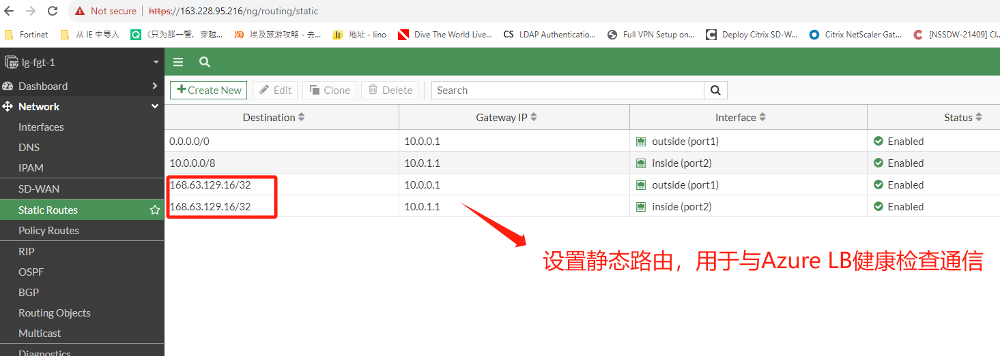 Not secure https://163.228.95.216/ng/routing/static
Fortinet 从 IE 中导入 《只为那一瞥，穿越... 埃及旅游攻略 - 去... 地址 - lino Dive The World Live... CS LDAP Authenticatio... Full VPN Setup on... Deploy Citrix SD-W... Citrix NetScaler Gat... [NSSDW-21409] Cl...
lg-fgt-1
Dashboard
Network
Interfaces
DNS
IPAM
SD-WAN
Static Routes
Policy Routes
RIP
OSPF
BGP
Routing Objects
Multicast
Diagnostics
Create New Edit Clone Delete Search
Destination Gateway IP Interface Status
0.0.0.0/0 10.0.0.1 outside (port1) Enabled
10.0.0.0/8 10.0.1.1 inside (port2) Enabled
168.63.129.16/32 10.0.0.1 outside (port1) Enabled
168.63.129.16/32 10.0.1.1 inside (port2) Enabled
设置静态路由，用于与Azure LB健康检查通信